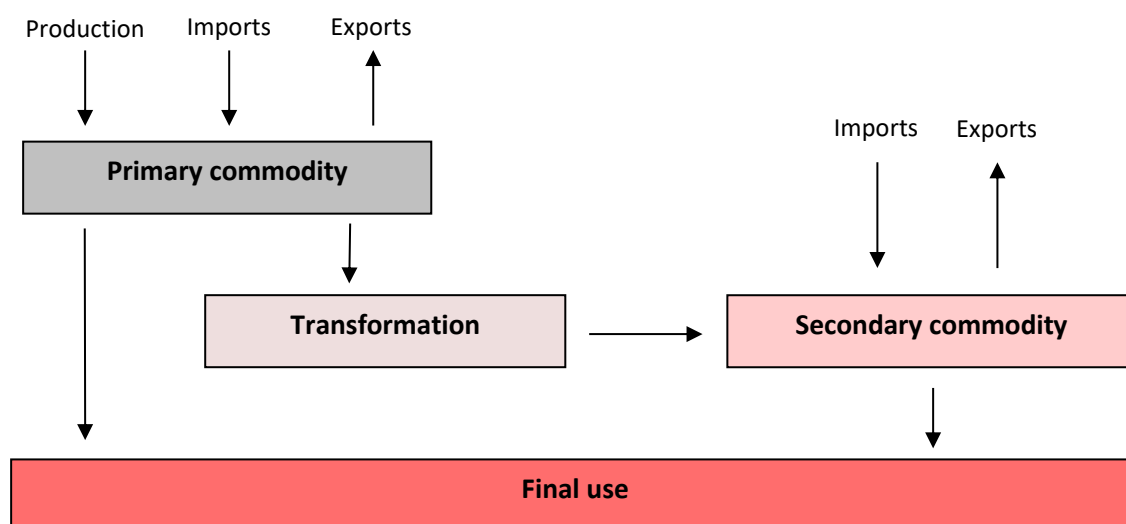 Production Imports Exports
Imports Exports
Primary commodity
Transformation
Secondary commodity
Final use